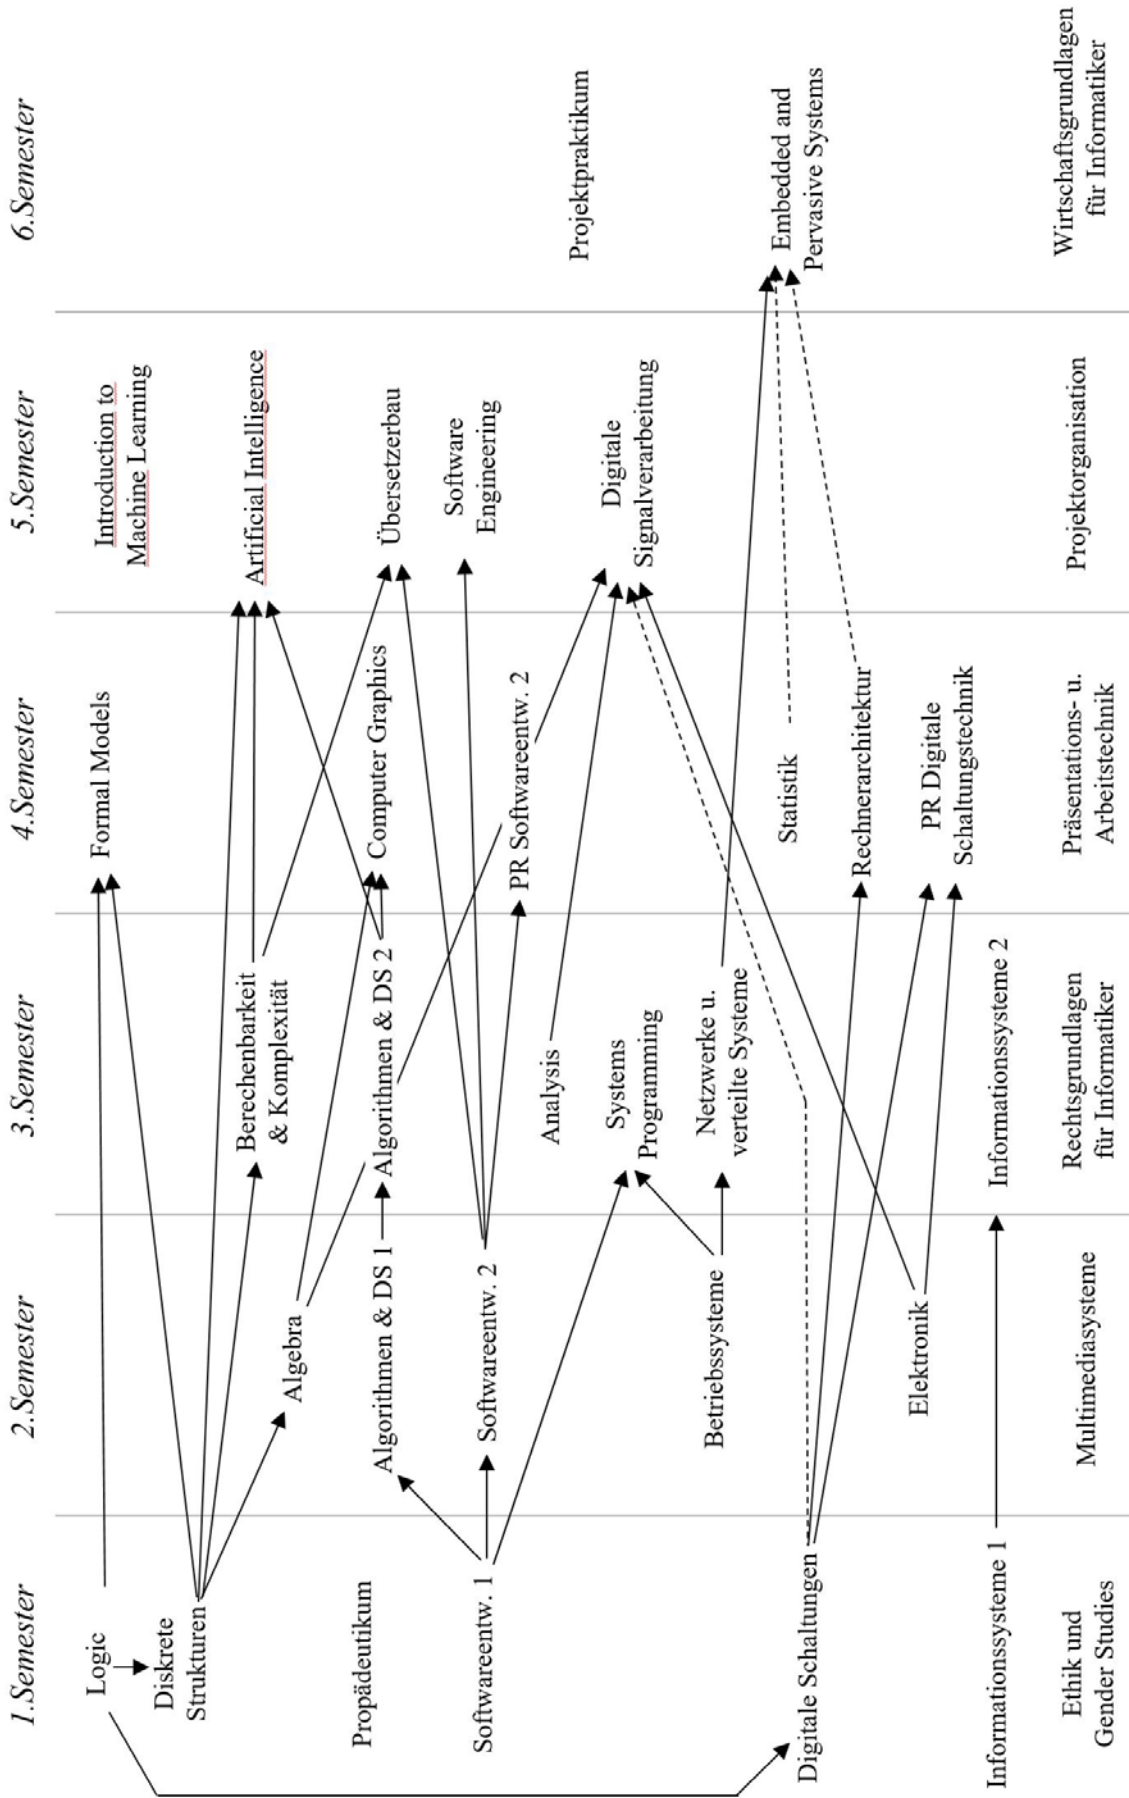 1.Semester
2.Semester
3.Semester
4.Semester
5.Semester
6.Semester
Logic
Diskrete
Strukturen
Propädeutikum
Softwareentw. 1
Digitale Schaltungen
Informationssysteme 1
Ethik und
Gender Studies
Algebra
Algorithmen & DS 1
Softwareentw. 2
Betriebssysteme
Elektronik
Multimediasysteme
Berechenbarkeit
& Komplexität
Algorithmen & DS 2
Analysis
Systems
Programming
Netzwerke u.
verteilte Systeme
Informationssysteme 2
Rechtsgrundlagen
für Informatiker
Formal Models
Computer Graphics
PR Softwareentw. 2
Statistik
Rechnerarchitektur
PR Digitale
Schaltungstechnik
Präsentations- u.
Arbeitstechnik
Introduction to
Machine Learning
Artificial Intelligence
Übersetzerbau
Software
Engineering
Digitale
Signalverarbeitung
Projektorganisation
Projektpraktikum
Embedded and
Pervasive Systems
Wirtschaftsgrundlagen
für Informatiker